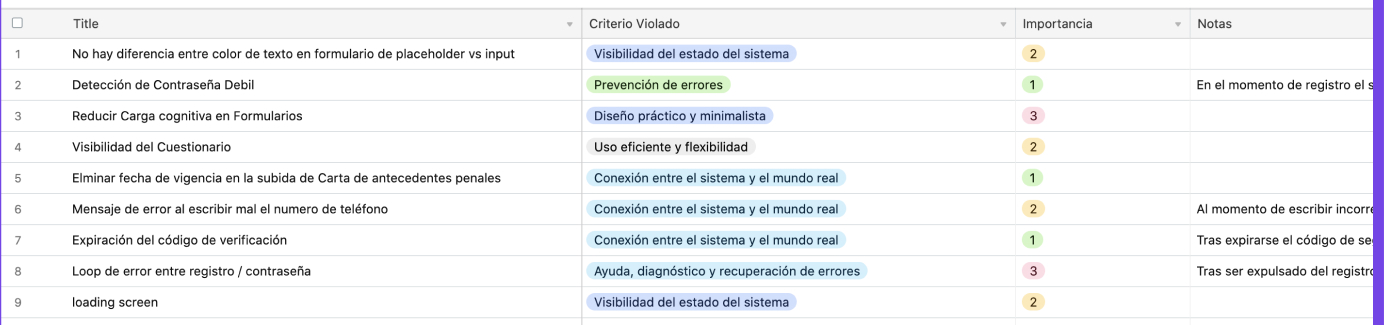 Title Criterio Violado Importancia Notas
1 No hay diferencia entre color de texto en formulario de placeholder vs input Visibilidad del estado del sistema 2
2 Detección de Contraseña Debil Prevención de errores 1 En el momento de registro el s
3 Reducir Carga cognitiva en Formularios Diseño práctico y minimalista 3
4 Visibilidad del Cuestionario Uso eficiente y flexibilidad 2
5 Elminar fecha de vigencia en la subida de Carta de antecedentes penales Conexión entre el sistema y el mundo real 1
6 Mensaje de error al escribir mal el numero de teléfono Conexión entre el sistema y el mundo real 2 Al momento de escribir incorre
7 Expiración del código de verificación Conexión entre el sistema y el mundo real 1 Tras expirarse el código de se
8 Loop de error entre registro / contraseña Ayuda, diagnóstico y recuperación de errores 3 Tras ser expulsado del registro
9 loading screen Visibilidad del estado del sistema 2